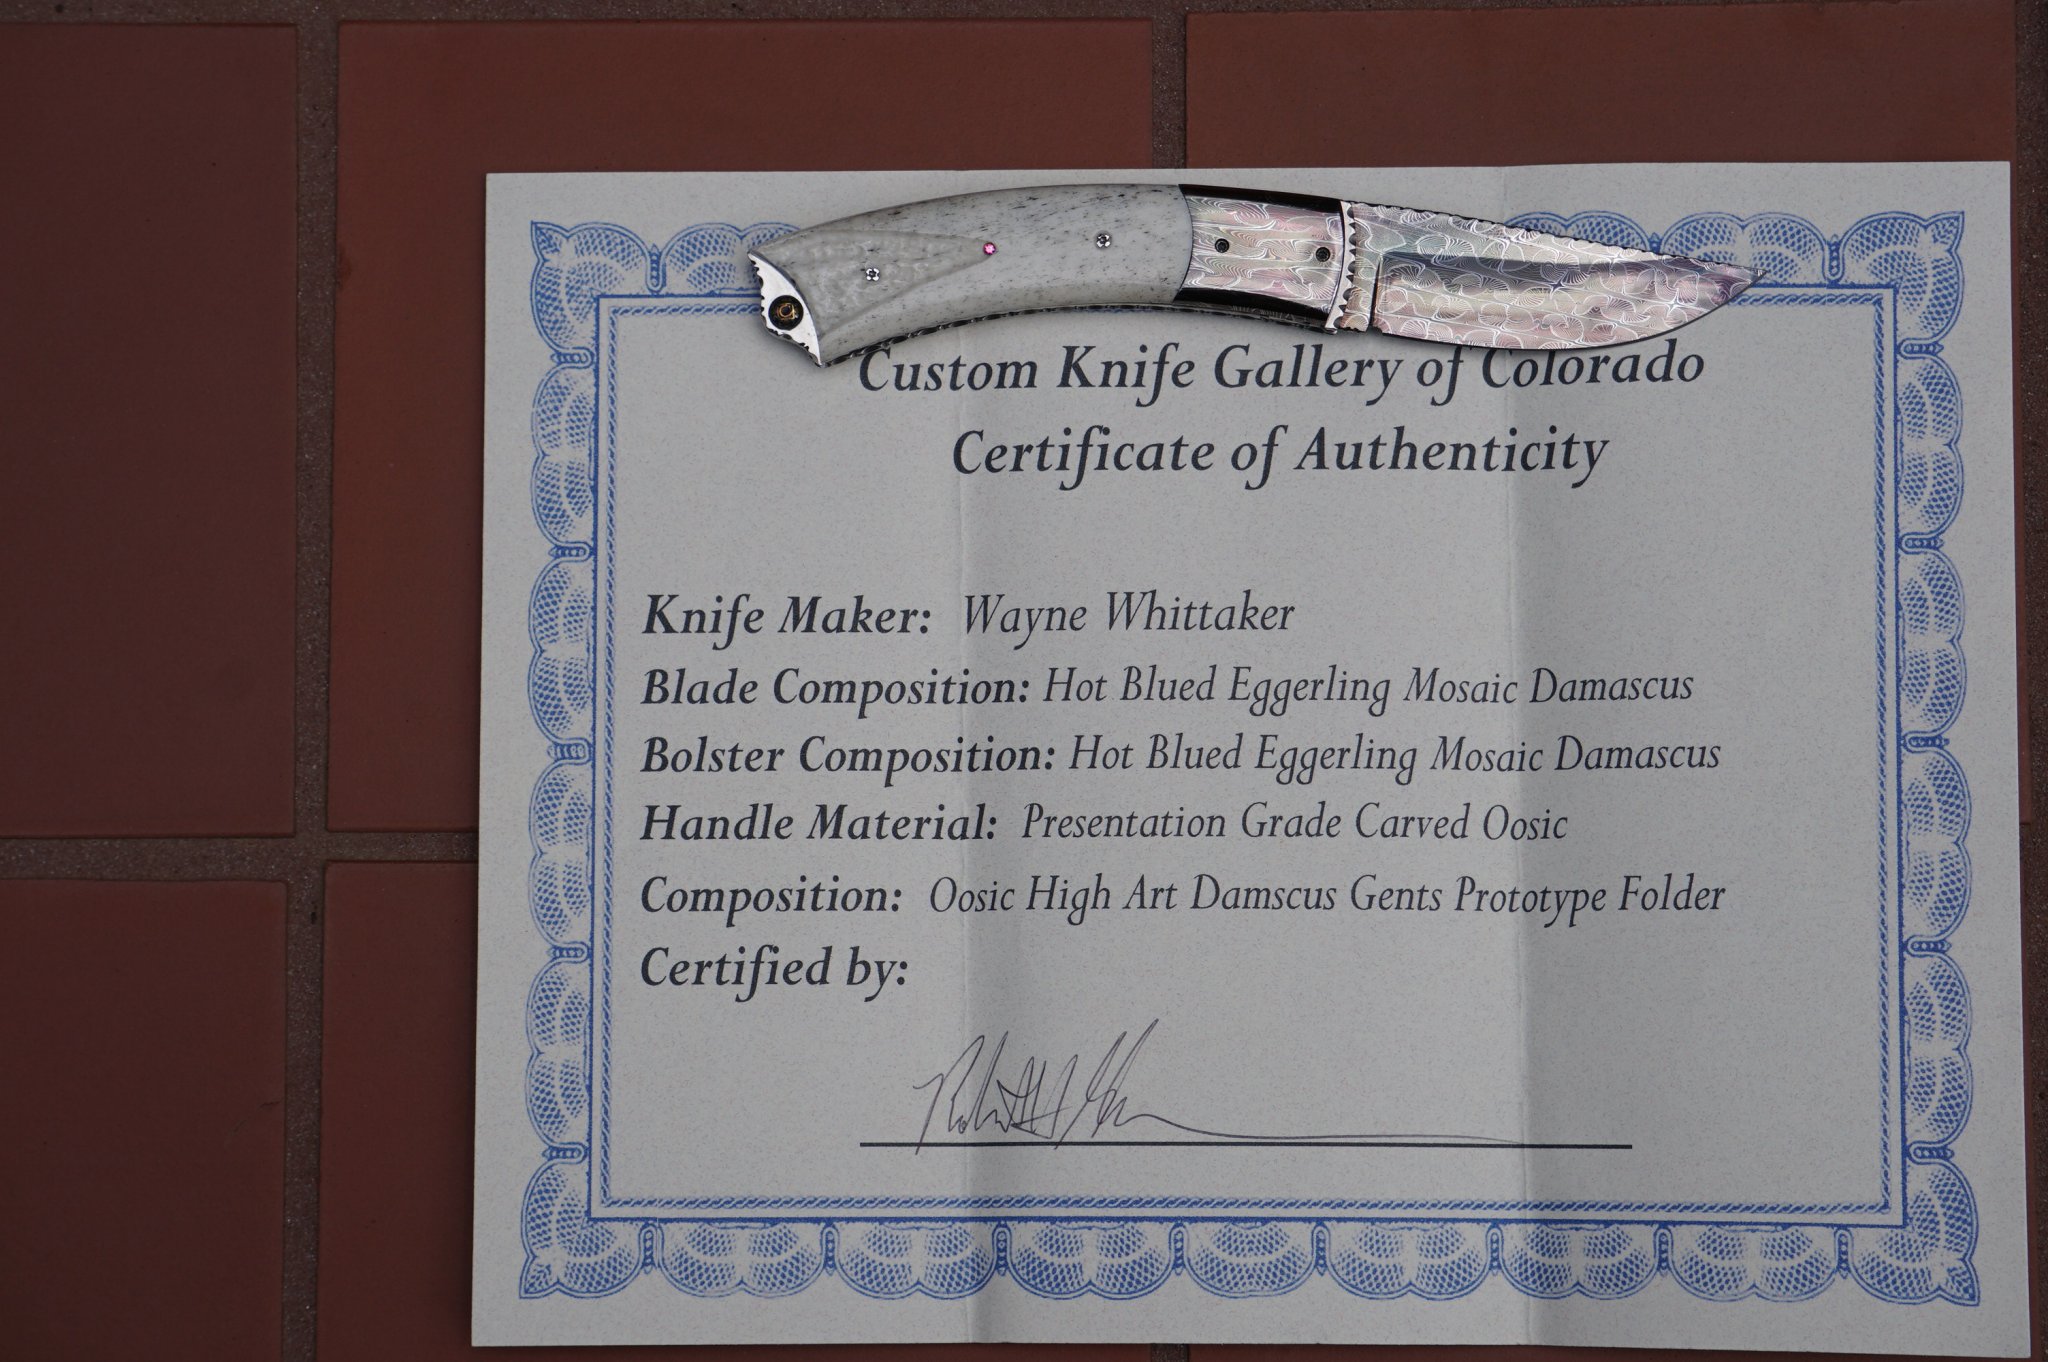 Custom Knife Gallery of Colorado
Certificate of Authenticity
Knife Maker: Wayne Whittaker
Blade Composition: Hot Blued Eggerling Mosaic Damascus
Bolster Composition: Hot Blued Eggerling Mosaic Damascus
Handle Material: Presentation Grade Carved Oosic
Composition: Oosic High Art Damscus Gents Prototype Folder
Certified by: